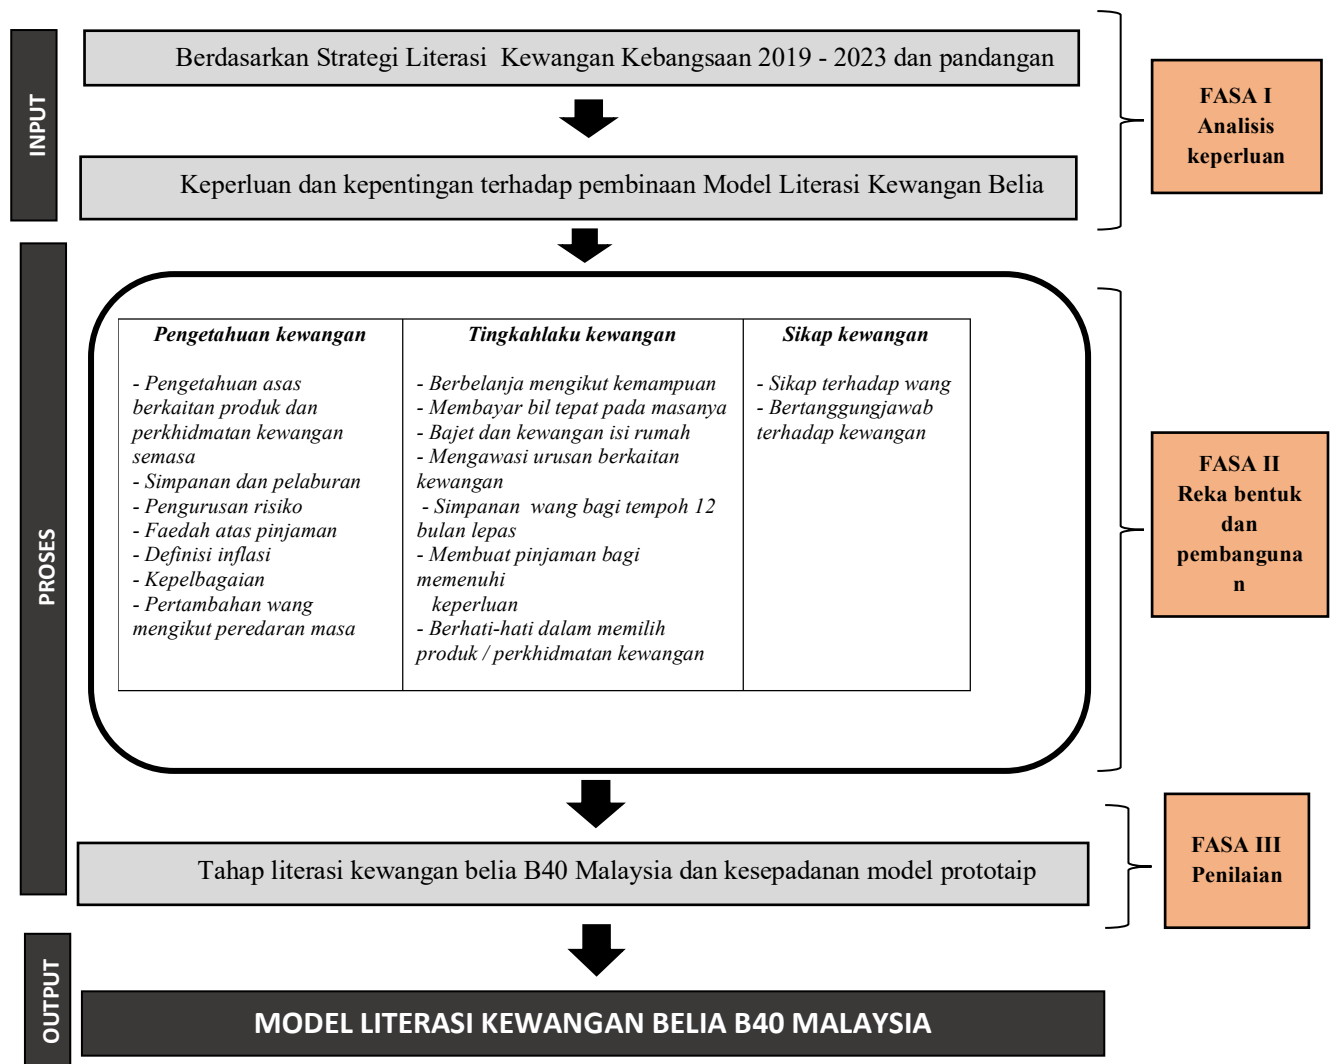 INPUT
Berdasarkan Strategi Literasi Kewangan Kebangsaan 2019 - 2023 dan pandangan
Keperluan dan kepentingan terhadap pembinaan Model Literasi Kewangan Belia
FASA I
Analisis
keperluan
PROSES
Pengetahuan kewangan
- Pengetahuan asas
berkaitan produk dan
perkhidmatan kewangan
semasa
- Simpanan dan pelaburan
- Pengurusan risiko
- Faedah atas pinjaman
- Definisi inflasi
- Kepelbagaian
- Pertambahan wang
mengikut peredaran masa
Tingkahlaku kewangan
- Berbelanja mengikut kemampuan
- Membayar bil tepat pada masanya
- Bajet dan kewangan isi rumah
- Mengawasi urusan berkaitan
kewangan
- Simpanan wang bagi tempoh 12
bulan lepas
- Membuat pinjaman bagi
memenuhi
keperluan
- Berhati-hati dalam memilih
produk / perkhidmatan kewangan
Sikap kewangan
- Sikap terhadap wang
- Bertanggungjawab
terhadap kewangan
FASA II
Reka bentuk
dan
pembanguna
n
Tahap literasi kewangan belia B40 Malaysia dan kesepadanan model prototaip
FASA III
Penilaian
OUTPUT
MODEL LITERASI KEWANGAN BELIA B40 MALAYSIA